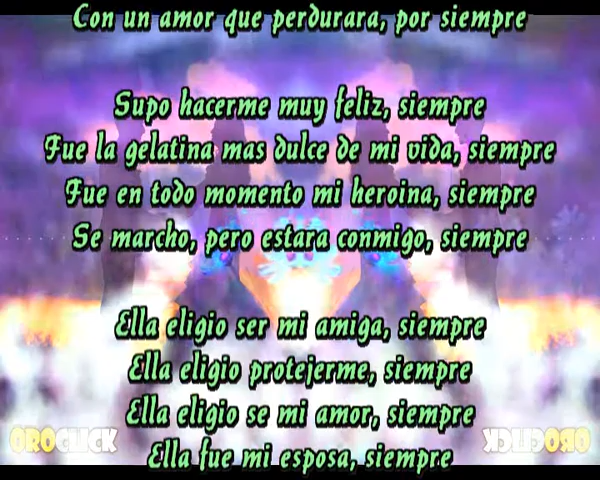 Con un amor que perdurara, por siempre
Supo hacerme muy feliz, siempre
Fue la gelatina mas dulce de mi vida, siempre
Fue en todo momento mi heroina, siempre
Se marcho, pero estara conmigo, siempre
Ella eligio ser mi amiga, siempre
Ella eligio protejerme, siempre
Ella eligio se mi amor, siempre
OROCLICK
OROCLICK
Ella fue mi esposa, siempre